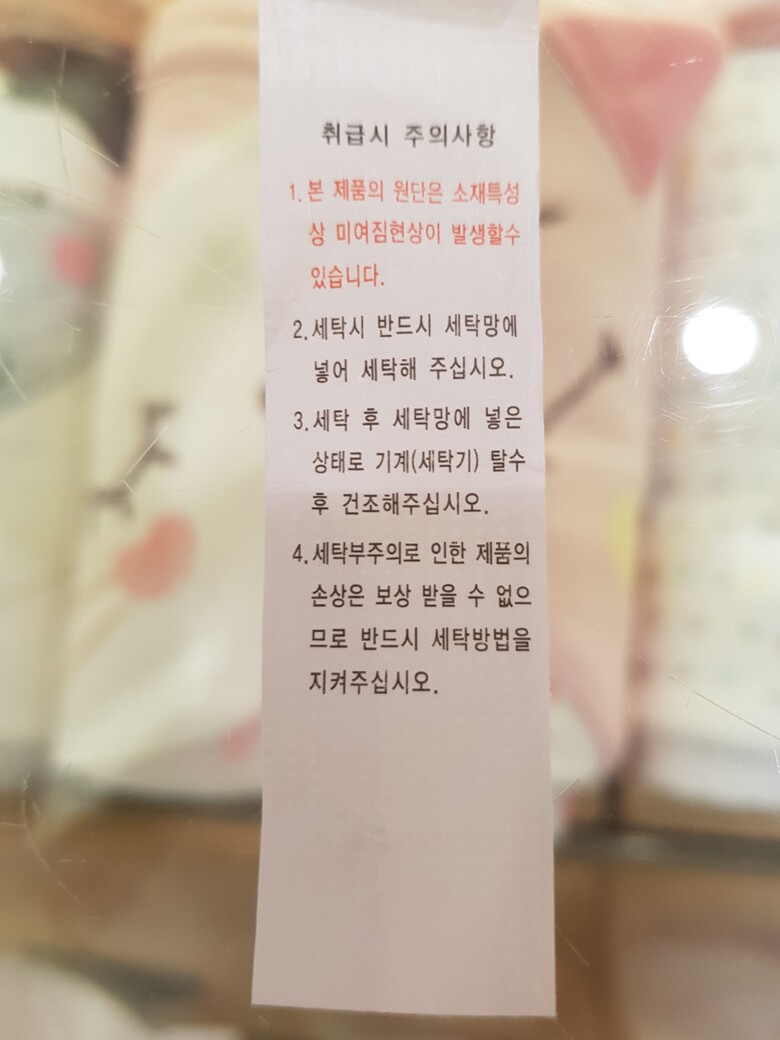 취급시 주의사항
1. 본 제품의 원단은 소재특성
상 미여짐현상이 발생할수
있습니다.
2. 세탁시 반드시 세탁망에
넣어 세탁해 주십시오.
3. 세탁 후 세탁망에 넣은
상태로 기계(세탁기) 탈수
후 건조해주십시오.
4. 세탁부주의로 인한 제품의
손상은 보상 받을 수 없으
므로 반드시 세탁방법을
지켜주십시오.